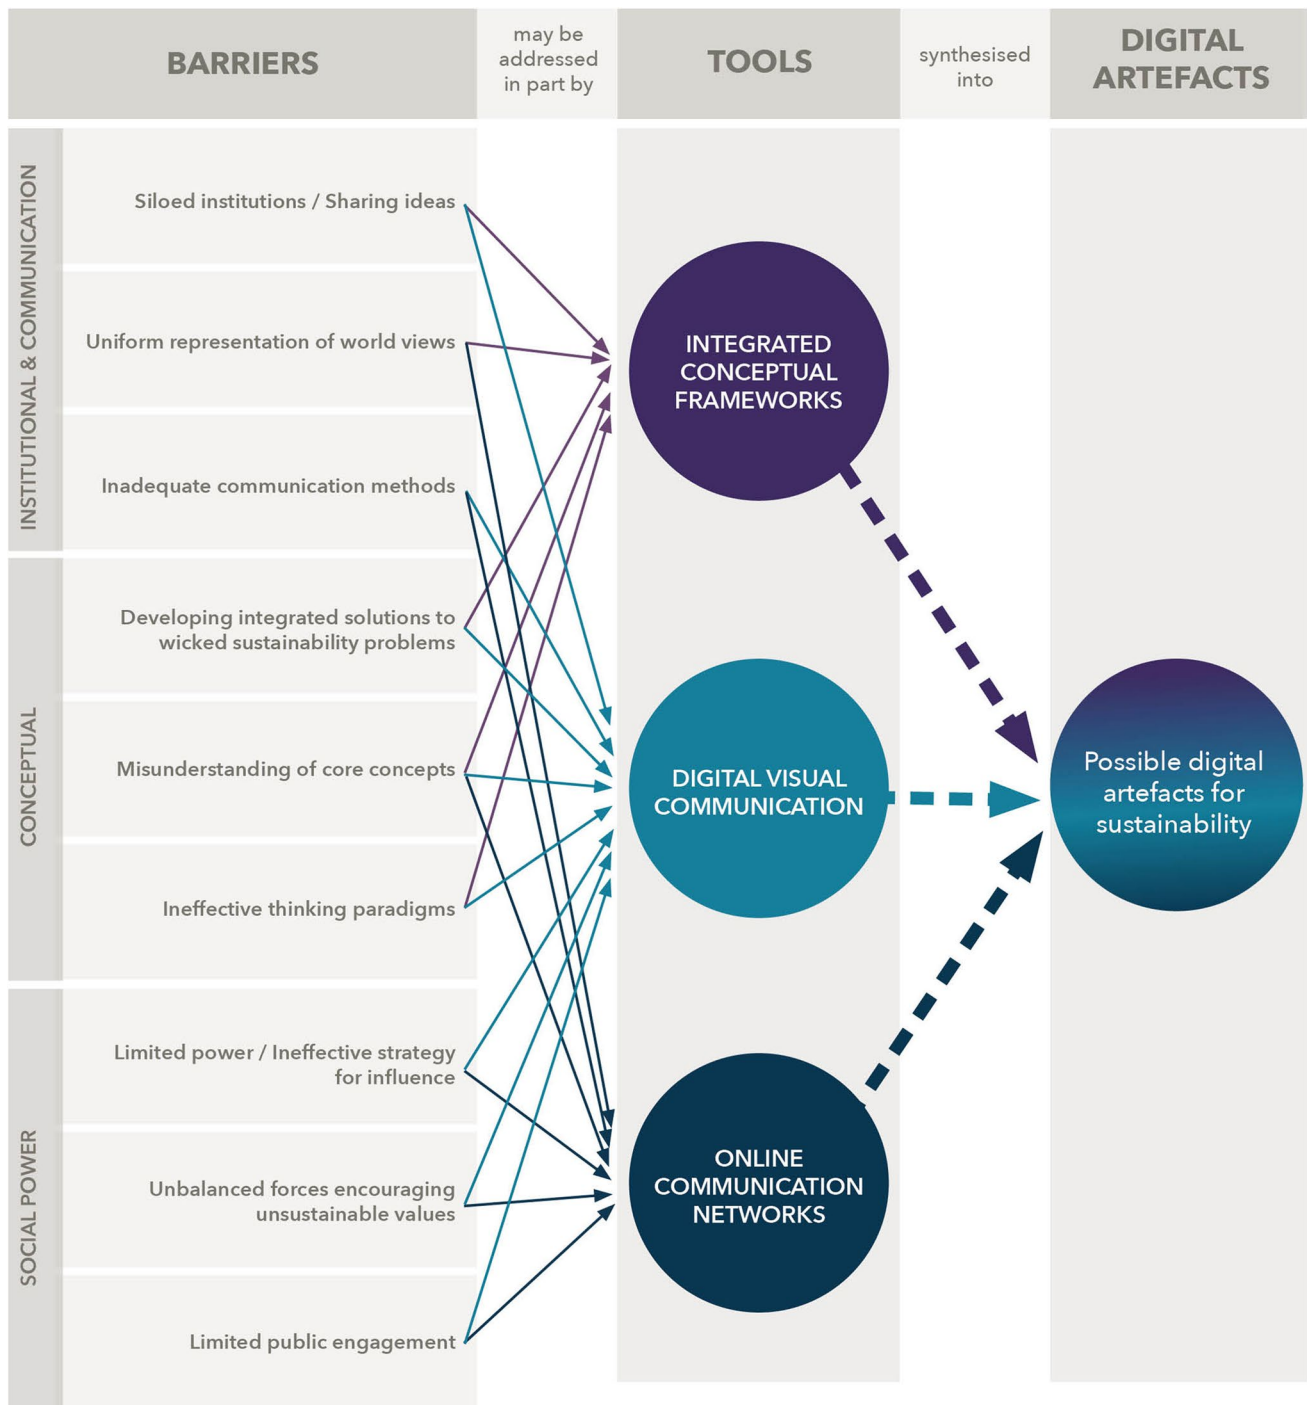 BARRIERS
may be
addressed
in part by
TOOLS
synthesised
into
DIGITAL
ARTEFACTS
INSTITUTIONAL & COMMUNICATION
Siloed institutions / Sharing ideas
Uniform representation of world views
Inadequate communication methods
CONCEPTUAL
Developing integrated solutions to
wicked sustainability problems
Misunderstanding of core concepts
Ineffective thinking paradigms
SOCIAL POWER
Limited power / Ineffective strategy
for influence
Unbalanced forces encouraging
unsustainable values
Limited public engagement
INTEGRATED
CONCEPTUAL
FRAMEWORKS
DIGITAL VISUAL
COMMUNICATION
ONLINE
COMMUNICATION
NETWORKS
Possible digital
artefacts for
sustainability